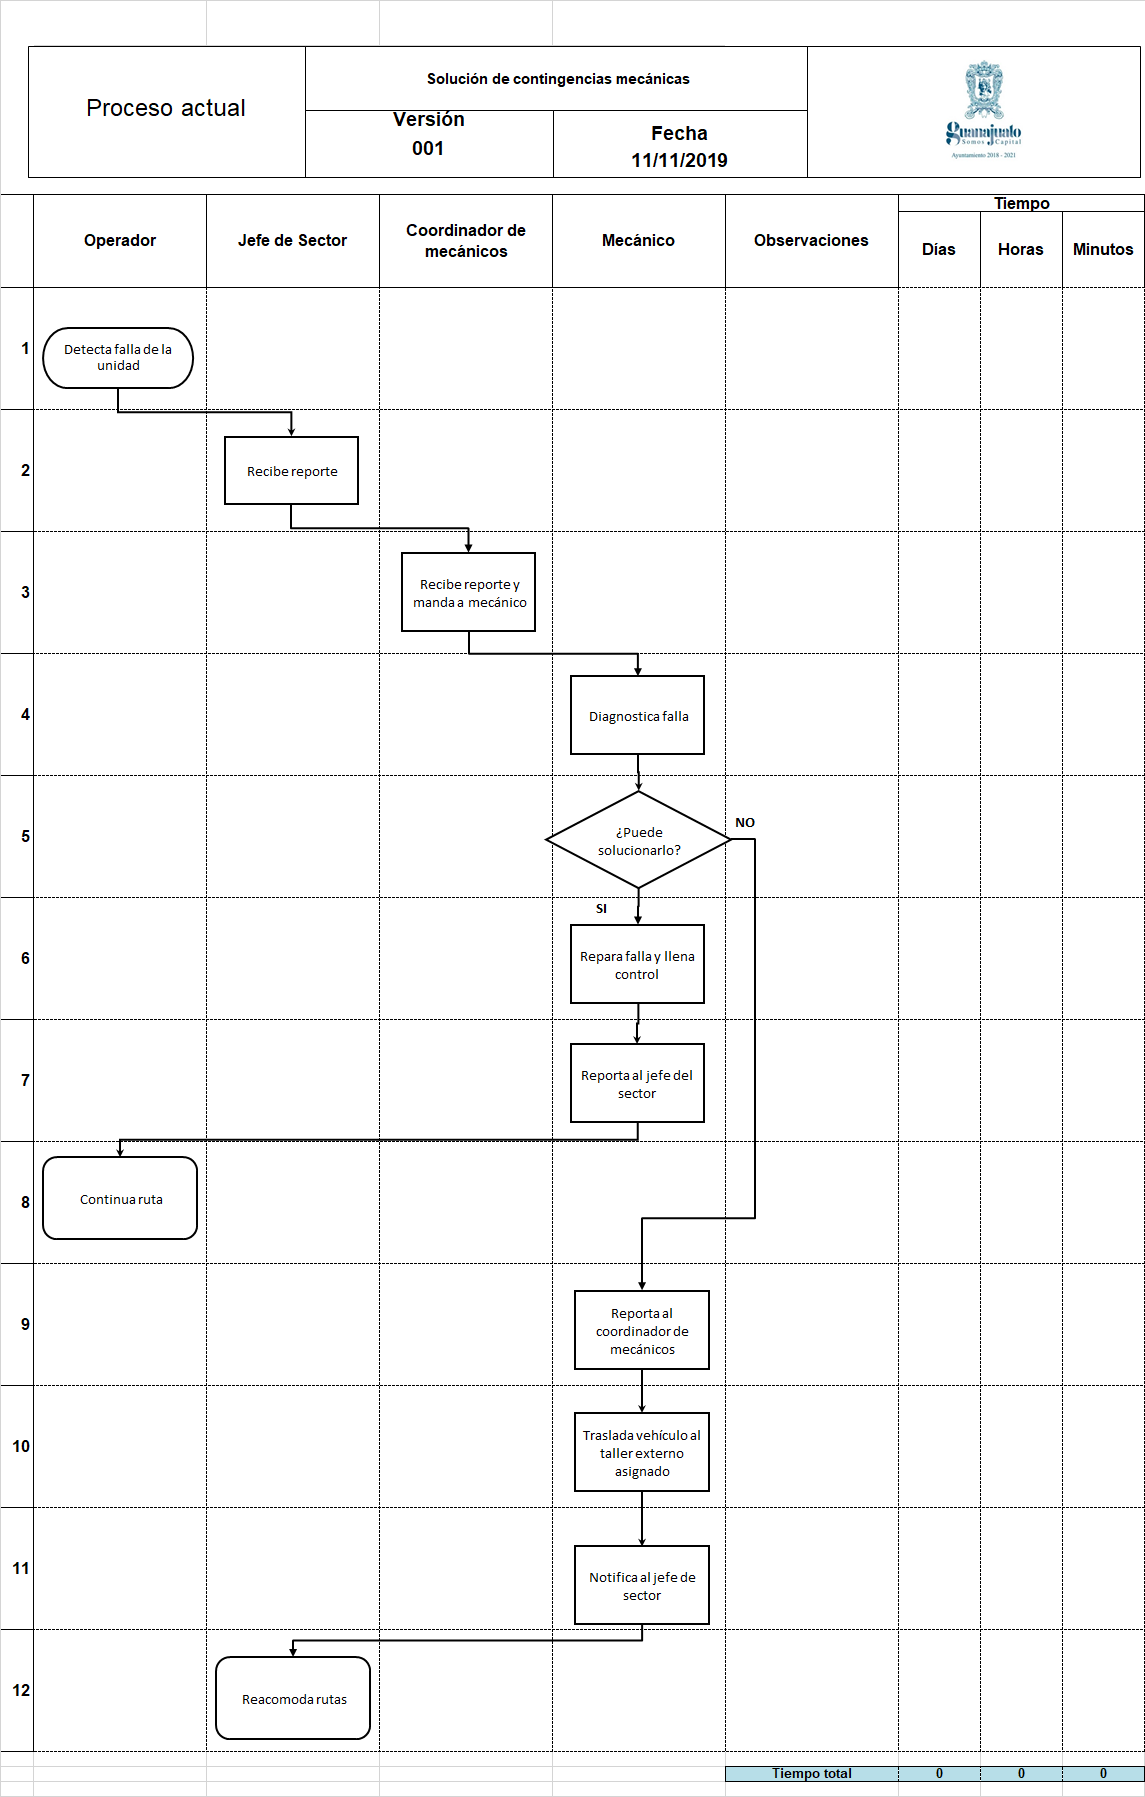 Proceso actual
Solución de contingencias mecánicas
Versión
001
Fecha
11/11/2019
Guanajuato
Somos Capital
Ayuntamiento 2018 - 2021
Operador
Jefe de Sector
Coordinador de
mecánicos
Mecánico
Observaciones
Tiempo
Días
Horas
Minutos
1
Detecta falla de la
unidad
2
Recibe reporte
3
Recibe reporte y
manda a mecánico
4
Diagnostica falla
5
¿Puede
solucionarlo?
NO
SI
6
Repara falla y llena
control
7
Reporta al jefe del
sector
8
Continua ruta
9
Reporta al
coordinador de
mecánicos
10
Traslada vehículo al
taller externo
asignado
11
Notifica al jefe de
sector
12
Reacomoda rutas
Tiempo total
0
0
0